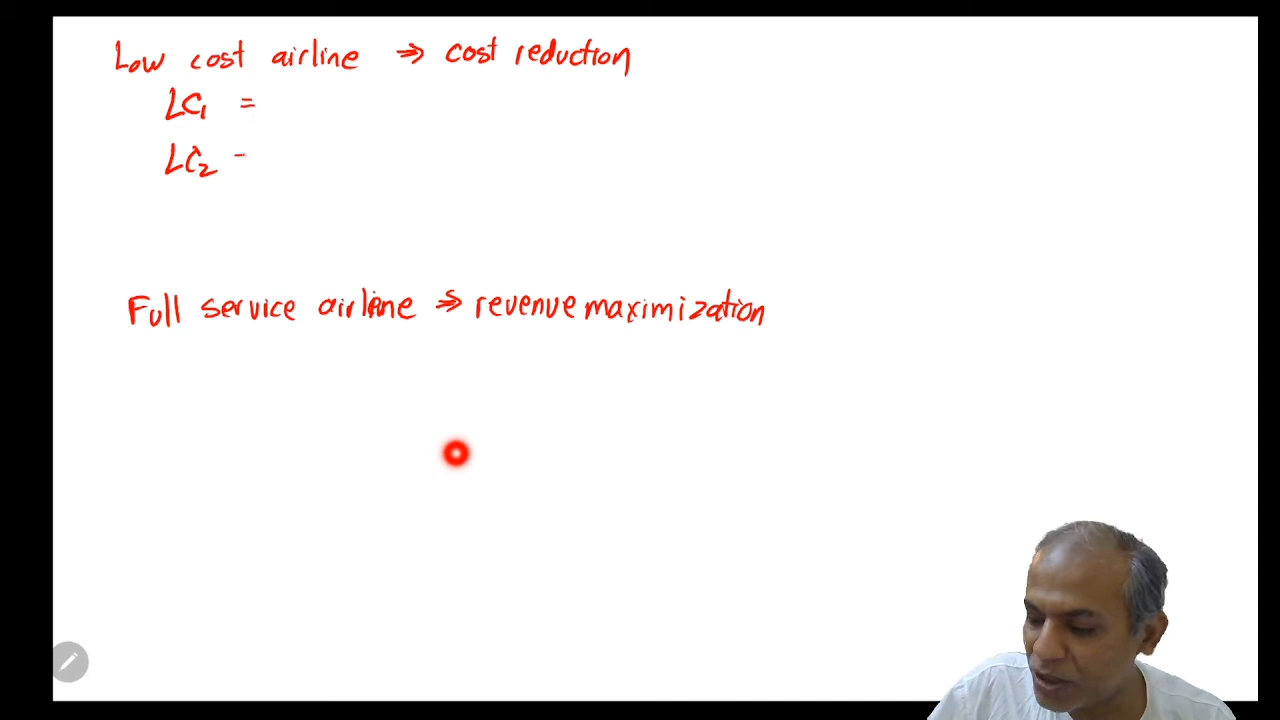 Low cost airline ⇒ cost reduction
LC1 =
LC2 -
Full service airline ⇒ revenue maximization